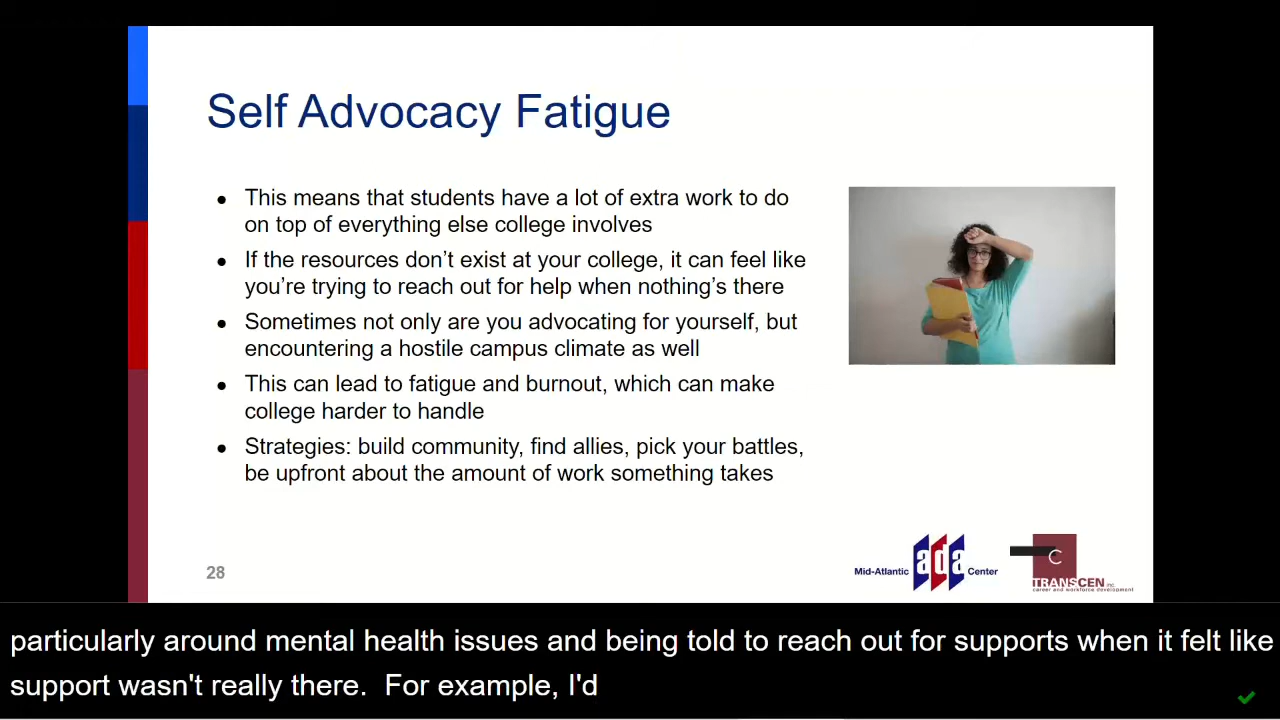 Self Advocacy Fatigue
● This means that students have a lot of extra work to do
on top of everything else college involves
● If the resources don’t exist at your college, it can feel like
you’re trying to reach out for help when nothing’s there
● Sometimes not only are you advocating for yourself, but
encountering a hostile campus climate as well
● This can lead to fatigue and burnout, which can make
college harder to handle
● Strategies: build community, find allies, pick your battles,
be upfront about the amount of work something takes
28
Mid-Atlantic ada Center
C
TRANSCEN inc.
career and workforce development
particularly around mental health issues and being told to reach out for supports when it felt like
support wasn't really there.  For example, I'd